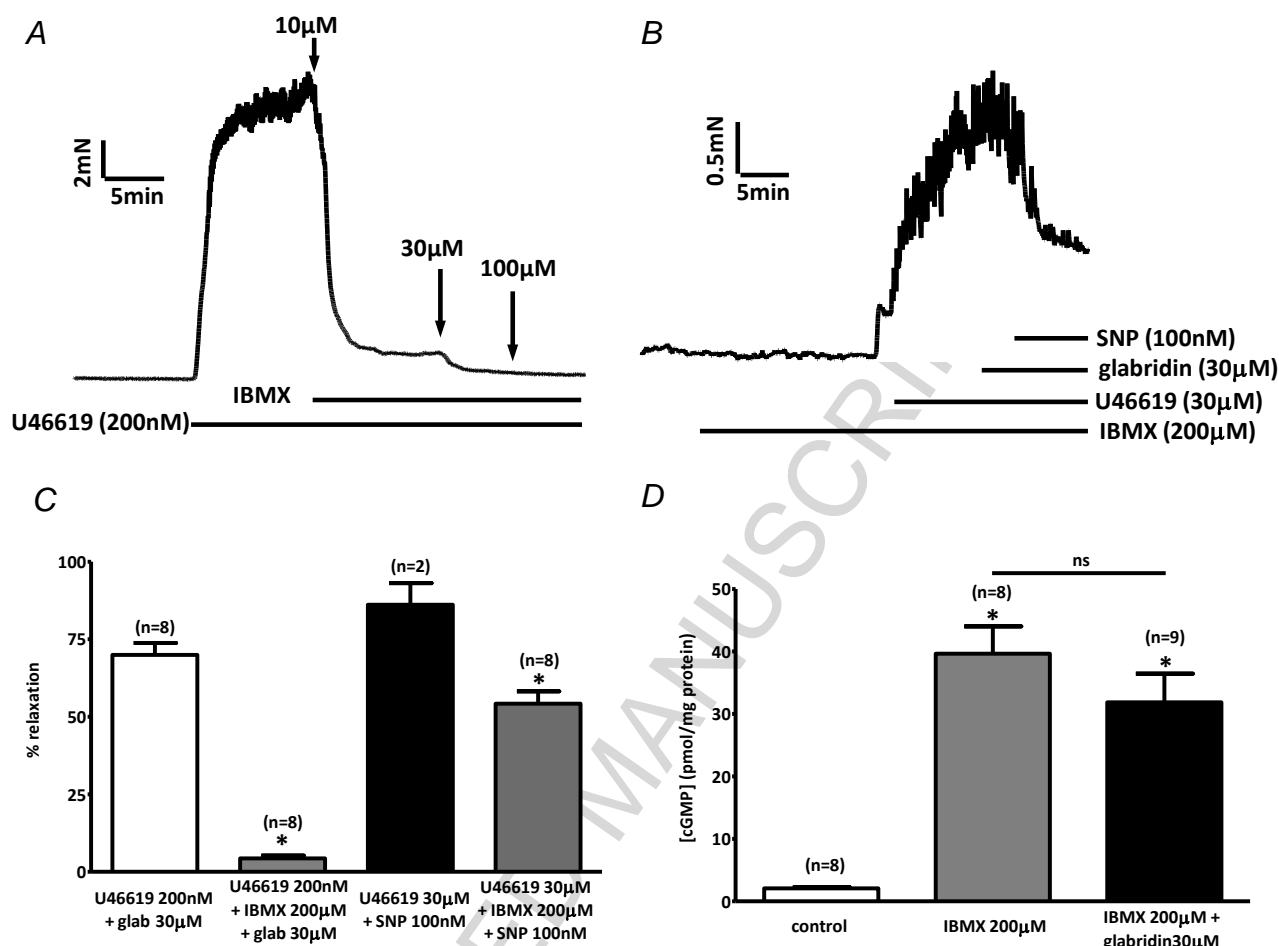 A
10µM
2mN
5min
30µM
100µM
IBMX
U46619 (200nM)
B
0.5mN
5min
SNP (100nM)
glabridin (30µM)
U46619 (30µM)
IBMX (200µM)
C
% relaxation
100
75
50
25
0
(n=8)
(n=8)
*
(n=2)
(n=8)
*
U46619 200nM
+ glab 30µM
U46619 200nM
+ IBMX 200µM
+ glab 30µM
U46619 30µM
+ SNP 100nM
U46619 30µM
+ IBMX 200µM
+ SNP 100nM
D
[cGMP] (pmol/mg protein)
50
40
30
20
10
0
ns
(n=8)
(n=8)
*
(n=9)
*
control
IBMX 200µM
IBMX 200µM +
glabridin30µM
ED MANUSCRI